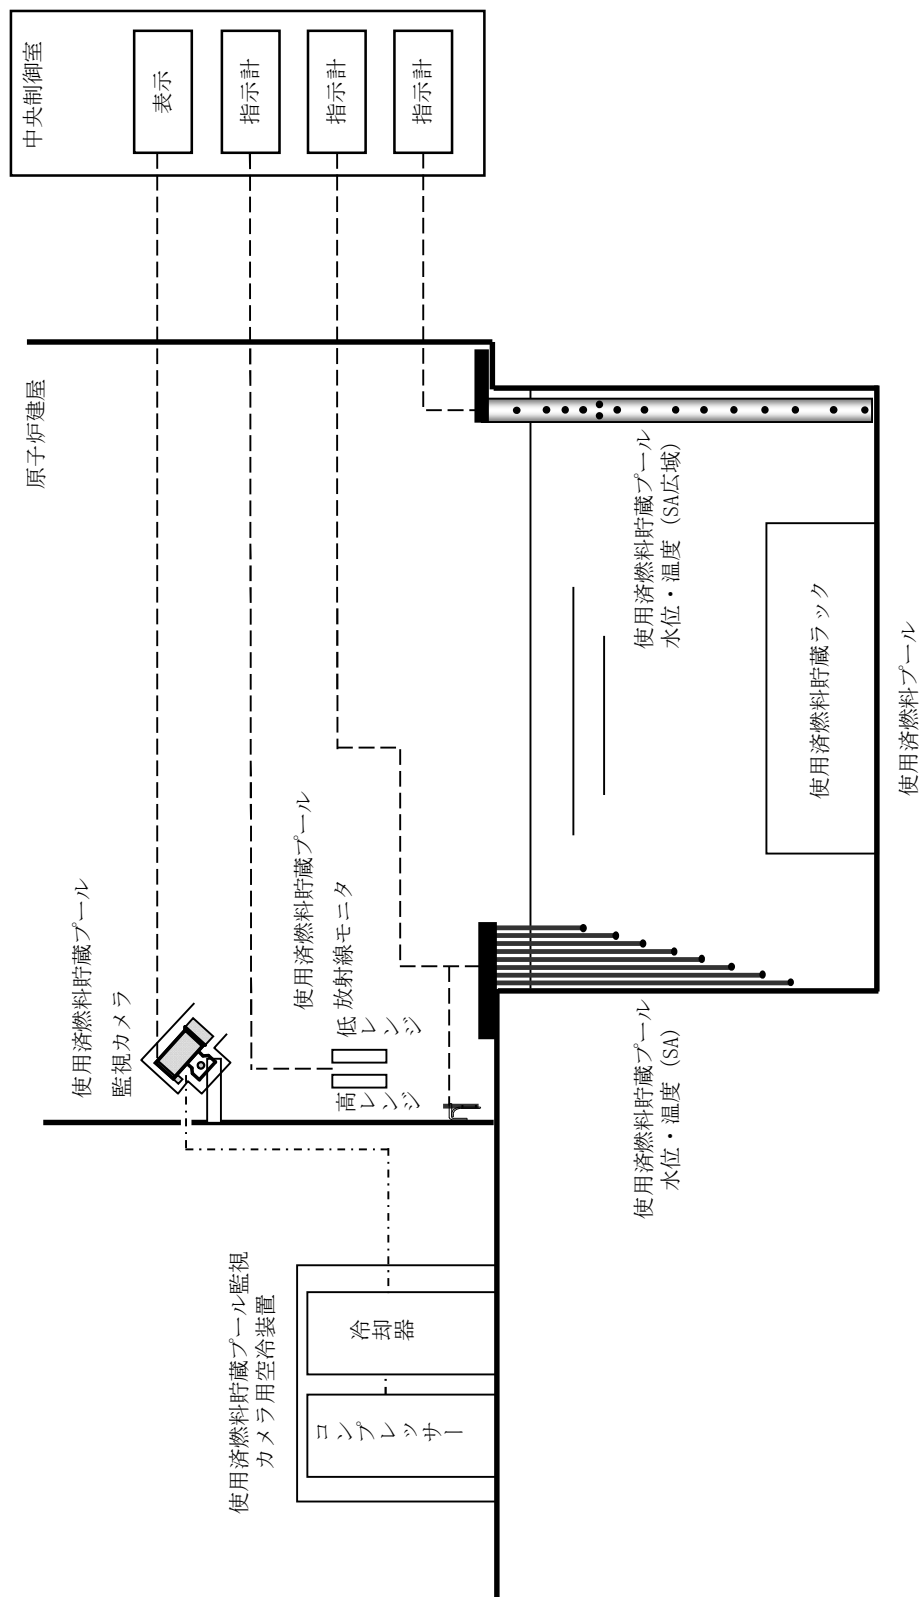 中央制御室
表示
指示計
指示計
指示計
原子炉建屋
使用済燃料貯蔵プール
監視カメラ
使用済燃料貯蔵プール
放射線モニタ
低レンジ
高レンジ
使用済燃料貯蔵プール
水位・温度 (SA広域)
使用済燃料貯蔵ラック
使用済燃料プール
使用済燃料貯蔵プール
水位・温度 (SA)
使用済燃料貯蔵プール監視
カメラ用空冷装置
冷却器
コンプレッサー